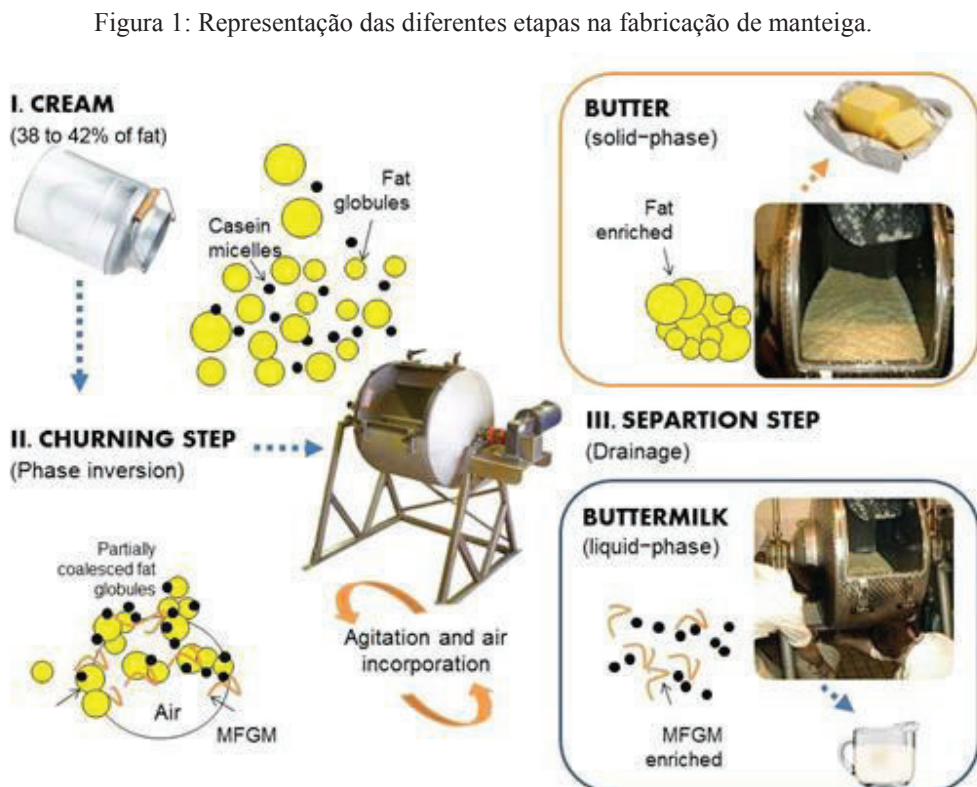 Figura 1: Representação das diferentes etapas na fabricação de manteiga.
I. CREAM
(38 to 42% of fat)
Fat
globules
Casein
micelles
II. CHURNING STEP
(Phase inversion)
Partially
coalesced fat
globules
Air
MFGM
Agitation and air
incorporation
BUTTER
(solid-phase)
Fat
enriched
III. SEPARTION STEP
(Drainage)
BUTTERMILK
(liquid-phase)
MFGM
enriched